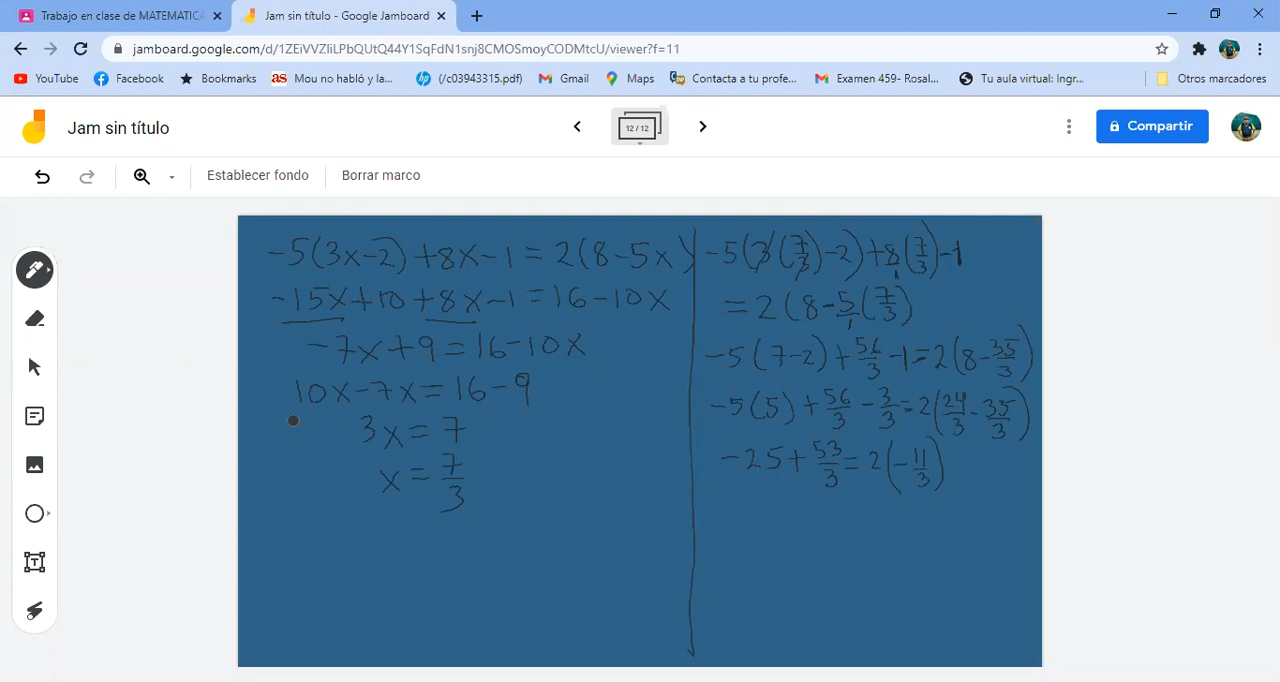 Trabajo en clase de MATEMATICA
Jam sin título - Google Jamboard
jamboard.google.com/d/1ZEiVVZIiLPbQUtQ44Y1SqFdN1snj8CMOSmoyCODMtcU/viewer?f=11
YouTube
Facebook
Bookmarks
as Mou no habló y la...
hp (/c03943315.pdf)
Gmail
Maps
Contacta a tu profe...
Examen 459- Rosal...
Tu aula virtual: Ingr...
Otros marcadores
Jam sin título
12 / 12
Compartir
Establecer fondo
Borrar marco
-5(3x-2)+8x-1=2(8-5x)
-15x+10+8x-1=16-10x
-7x+9=16-10x
10x-7x=16-9
3x=7
x=7/3
-5(3(7/3)-2)+8/1(7/3)-1
=2(8-5/1(7/3)
-5(7-2)+56/3-1=2(8-35/3)
-5(5)+56/3-3/3=2(24/3-35/3)
-25+53/3=2(-11/3)